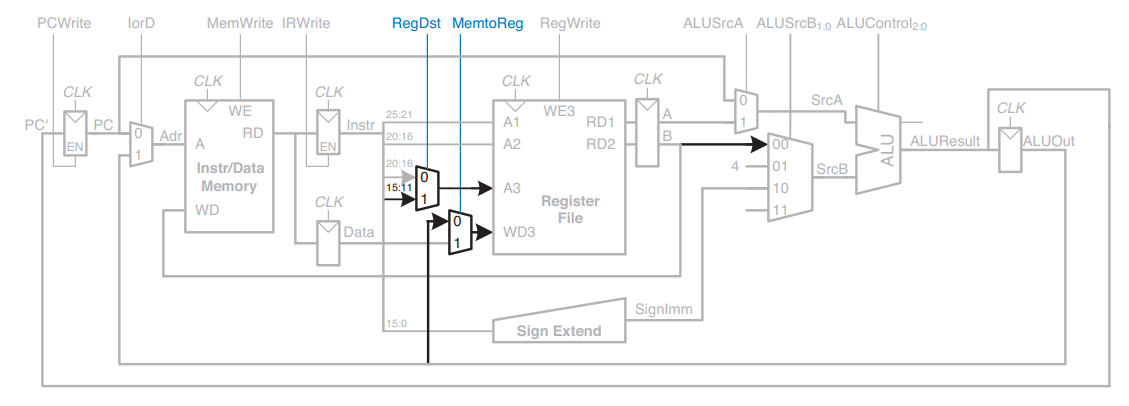 PCWrite IorD MemWrite IRWrite RegDst MemtoReg RegWrite ALUSrcA ALUSrcB1:0 ALUControl2:0
CLK CLK CLK CLK CLK CLK
PC' PC EN
0 1 Adr
A RD WE WD
Instr/Data
Memory
EN Instr
CLK
Data
25:21
20:16
20:16
15:11
15:0
0 1
0 1
A1 A2 A3 WD3 WE3 RD1 RD2
Register
File
A
B
0 1 SrcA
4 00 01 10 11 SrcB
ALU ALUResult ALUOut
Sign Extend SignImm